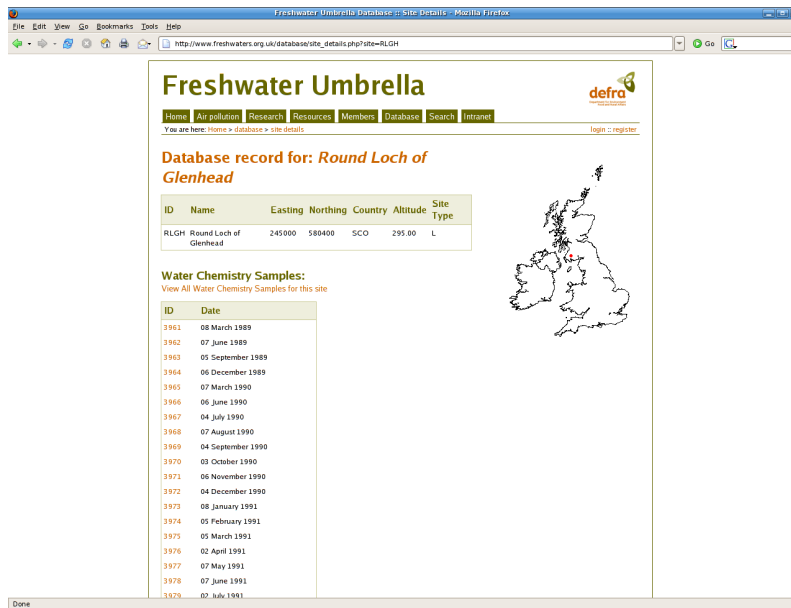 Freshwater Umbrella Database :: Site Details - Mozilla Firefox
File Edit View Go Bookmarks Tools Help
http://www.freshwaters.org.uk/database/site_details.php?site=RLGH
Go
Freshwater Umbrella
defra
Home Air pollution Research Resources Members Database Search Intranet
You are here: Home > database > site details
login :: register
Database record for: Round Loch of
Glenhead
ID Name Easting Northing Country Altitude Site
Type
RLGH Round Loch of 245000 580400 SCO 295.00 L
Glenhead
Water Chemistry Samples:
View All Water Chemistry Samples for this site
ID Date
3961 08 March 1989
3962 07 June 1989
3963 05 September 1989
3964 06 December 1989
3965 07 March 1990
3966 06 June 1990
3967 04 July 1990
3968 07 August 1990
3969 04 September 1990
3970 03 October 1990
3971 06 November 1990
3972 04 December 1990
3973 08 January 1991
3974 05 February 1991
3975 05 March 1991
3976 02 April 1991
3977 07 May 1991
3978 07 June 1991
3979 02 July 1991
Done